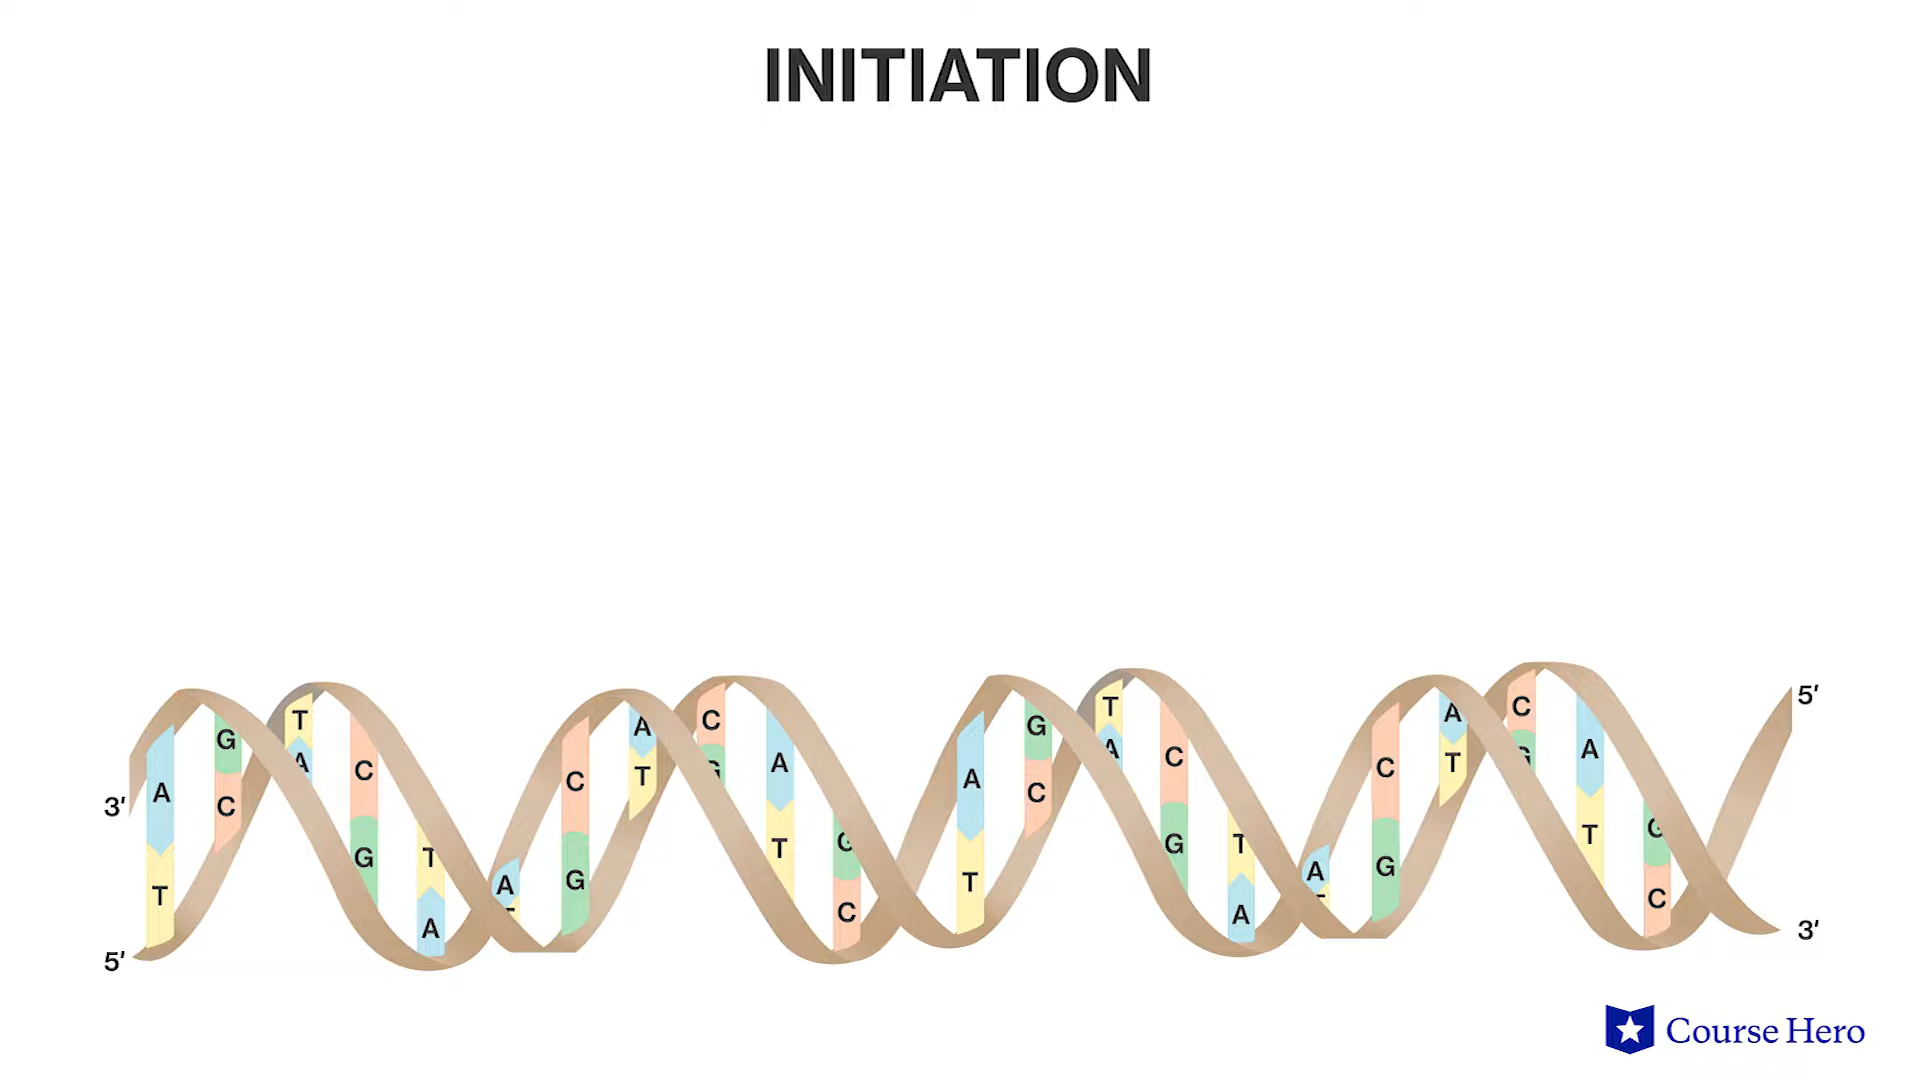 INITIATION
A G T C T A C A C A A G T C T A C A C A G 5′
3′ T C A G A T G T G T G T C A G A T G T G T C 3′
5′
Course Hero